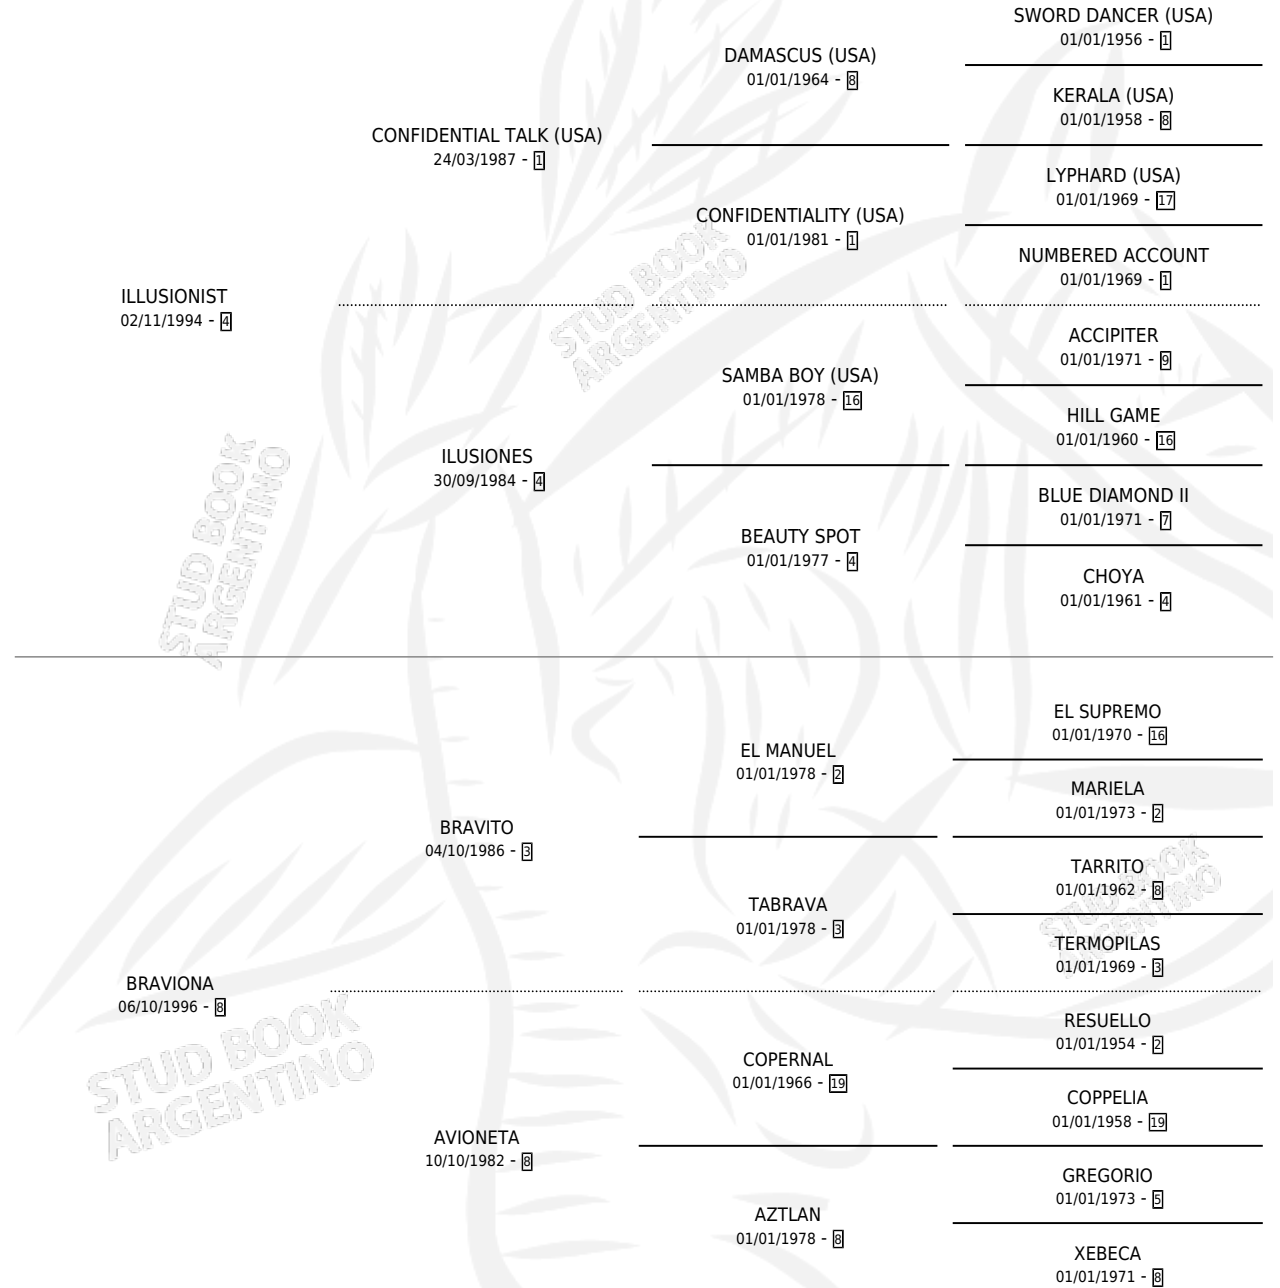 SWORD DANCER (USA)
01/01/1956 - 1
DAMASCUS (USA)
01/01/1964 - 8
KERALA (USA)
01/01/1958 - 8
CONFIDENTIAL TALK (USA)
24/03/1987 - 1
LYPHARD (USA)
01/01/1969 - 17
CONFIDENTIALITY (USA)
01/01/1981 - 1
NUMBERED ACCOUNT
01/01/1969 - 1
ILLUSIONIST
02/11/1994 - 4
ACCIPITER
01/01/1971 - 9
SAMBA BOY (USA)
01/01/1978 - 16
HILL GAME
01/01/1960 - 16
ILUSIONES
30/09/1984 - 4
BLUE DIAMOND II
01/01/1971 - 7
BEAUTY SPOT
01/01/1977 - 4
CHOYA
01/01/1961 - 4
EL SUPREMO
01/01/1970 - 16
EL MANUEL
01/01/1978 - 2
MARIELA
01/01/1973 - 2
BRAVITO
04/10/1986 - 3
TARRITO
01/01/1962 - 8
TABRAVA
01/01/1978 - 3
TERMOPILAS
01/01/1969 - 3
BRAVIONA
06/10/1996 - 8
RESUELLO
01/01/1954 - 2
COPERNAL
01/01/1966 - 19
COPPELIA
01/01/1958 - 19
AVIONETA
10/10/1982 - 8
GREGORIO
01/01/1973 - 5
AZTLAN
01/01/1978 - 8
XEBECA
01/01/1971 - 8
STUD BOOK
ARGENTINO
STUD BOOK
ARGENTINO
STUD BOOK
ARGENTINO
STUD BOOK
ARGENTINO